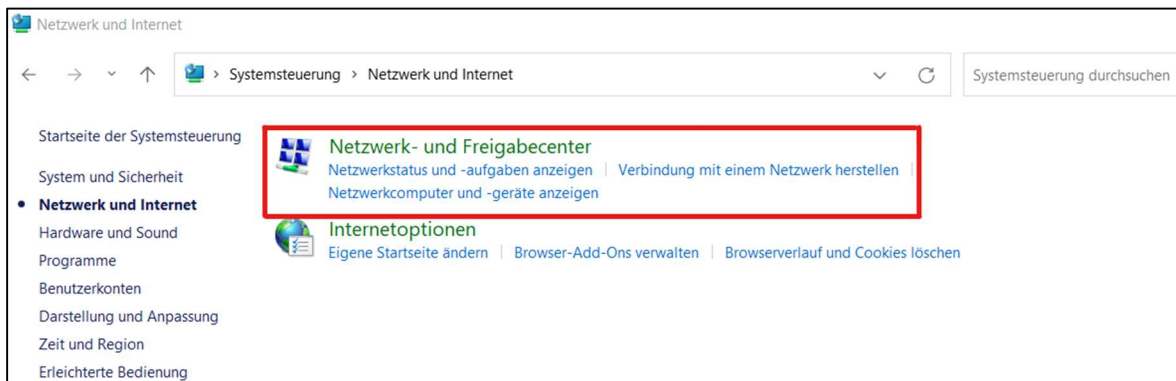 Netzwerk und Internet
Systemsteuerung > Netzwerk und Internet
Systemsteuerung durchsuchen
Startseite der Systemsteuerung
System und Sicherheit
Netzwerk und Internet
Hardware und Sound
Programme
Benutzerkonten
Darstellung und Anpassung
Zeit und Region
Erleichterte Bedienung
Netzwerk- und Freigabecenter
Netzwerkstatus und -aufgaben anzeigen | Verbindung mit einem Netzwerk herstellen |
Netzwerkcomputer und -geräte anzeigen
Internetoptionen
Eigene Startseite ändern | Browser-Add-Ons verwalten | Browserverlauf und Cookies löschen